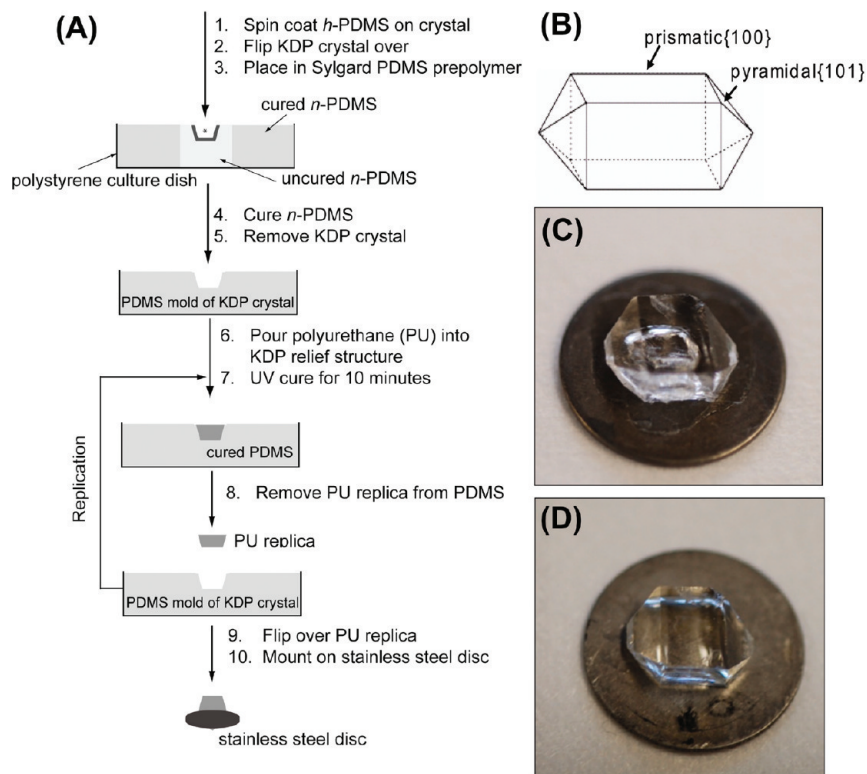 (A)
1. Spin coat h-PDMS on crystal
2. Flip KDP crystal over
3. Place in Sylgard PDMS prepolymer
cured n-PDMS
polystyrene culture dish
uncured n-PDMS
4. Cure n-PDMS
5. Remove KDP crystal
PDMS mold of KDP crystal
6. Pour polyurethane (PU) into
KDP relief structure
7. UV cure for 10 minutes
Replication
cured PDMS
8. Remove PU replica from PDMS
PU replica
PDMS mold of KDP crystal
9. Flip over PU replica
10. Mount on stainless steel disc
stainless steel disc
(B)
prismatic{100}
pyramidal{101}
(C)
(D)